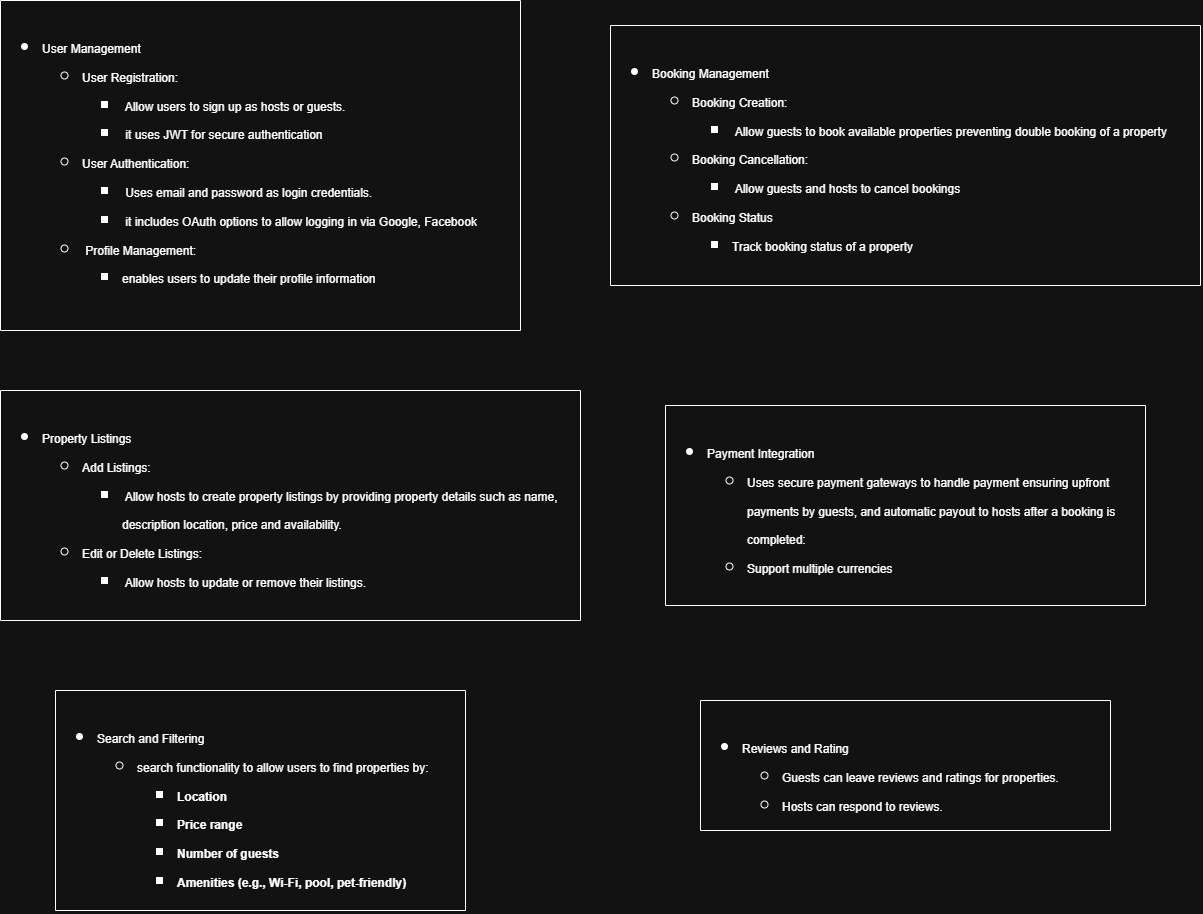 User Management
User Registration:
Allow users to sign up as hosts or guests.
it uses JWT for secure authentication
User Authentication:
Uses email and password as login credentials.
it includes OAuth options to allow logging in via Google, Facebook
Profile Management:
enables users to update their profile information
Booking Management
Booking Creation:
Allow guests to book available properties preventing double booking of a property
Booking Cancellation:
Allow guests and hosts to cancel bookings
Booking Status
Track booking status of a property
Property Listings
Add Listings:
Allow hosts to create property listings by providing property details such as name,
description location, price and availability.
Edit or Delete Listings:
Allow hosts to update or remove their listings.
Payment Integration
Uses secure payment gateways to handle payment ensuring upfront
payments by guests, and automatic payout to hosts after a booking is
completed:
Support multiple currencies
Search and Filtering
search functionality to allow users to find properties by:
Location
Price range
Number of guests
Amenities (e.g., Wi-Fi, pool, pet-friendly)
Reviews and Rating
Guests can leave reviews and ratings for properties.
Hosts can respond to reviews.